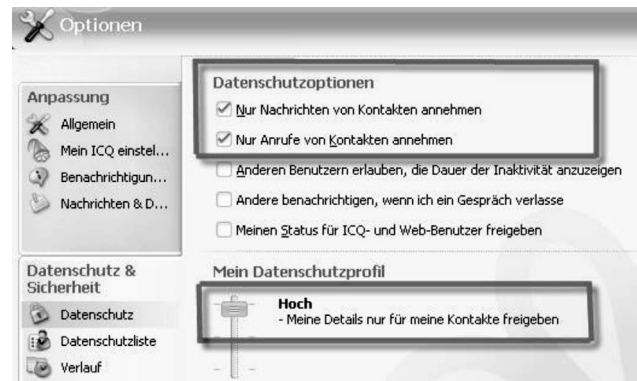 Optionen
Anpassung
Allgemein
Mein ICQ einstel...
Benachrichtigun...
Nachrichten & D...
Datenschutz &
Sicherheit
Datenschutz
Datenschutzliste
Verlauf
Datenschutzoptionen
Nur Nachrichten von Kontakten annehmen
Nur Anrufe von Kontakten annehmen
Anderen Benutzern erlauben, die Dauer der Inaktivität anzuzeigen
Andere benachrichtigen, wenn ich ein Gespräch verlasse
Meinen Status für ICQ- und Web-Benutzer freigeben
Mein Datenschutzprofil
Hoch
- Meine Details nur für meine Kontakte freigeben